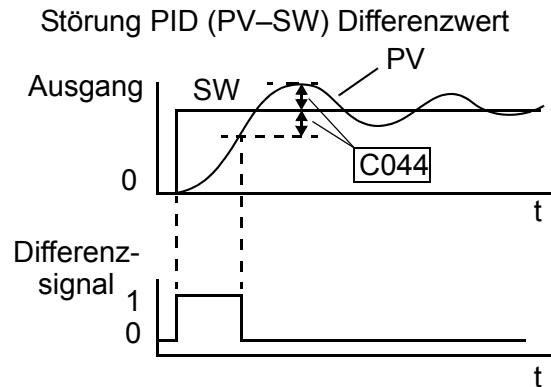 Störung PID (PV–SW) Differenzwert
PV
Ausgang
SW
C044
0
t
Differenz-
signal
1
0
t